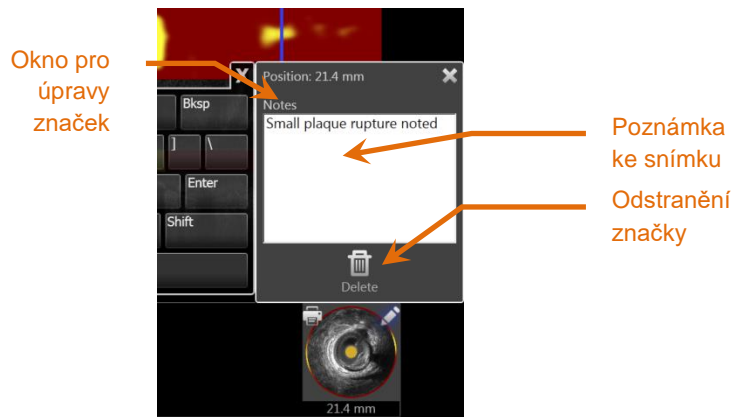 Okno pro
úpravy
značek
X
Position: 21.4 mm
Notes
Small plaque rupture noted
Bksp
] \
Enter
Shift
Delete
21.4 mm
Poznámka
ke snímku
Odstranění
značky